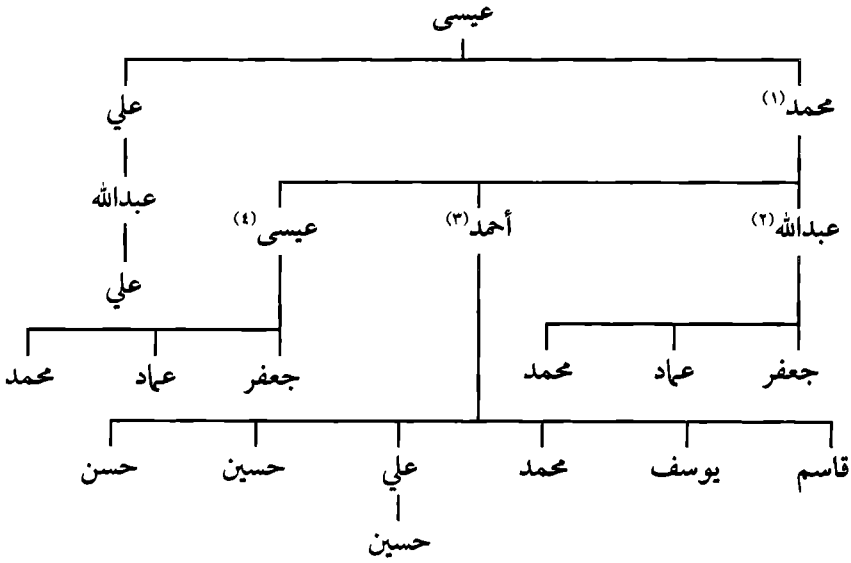 عيسى
محمد(١) علي
عبدالله
عبدالله(٢) أحمد(٣) عيسى(٤)
علي
جعفر عماد محمد جعفر عماد محمد
قاسم يوسف محمد علي حسين حسن
حسين